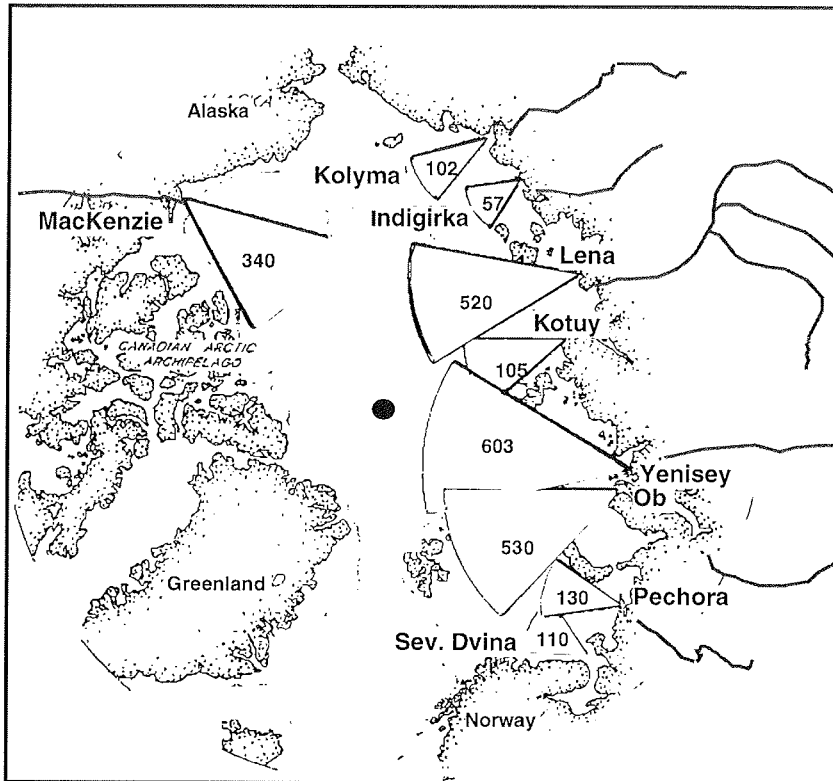 Alaska
Kolyma
102
MacKenzie
Indigirka
57
340
Lena
520
Kotuy
CANADIAN ARCTIC
ARCHIPELAGO
105
603
Yenisey
Ob
530
Greenland
130
Pechora
Sev. Dvina
110
Norway